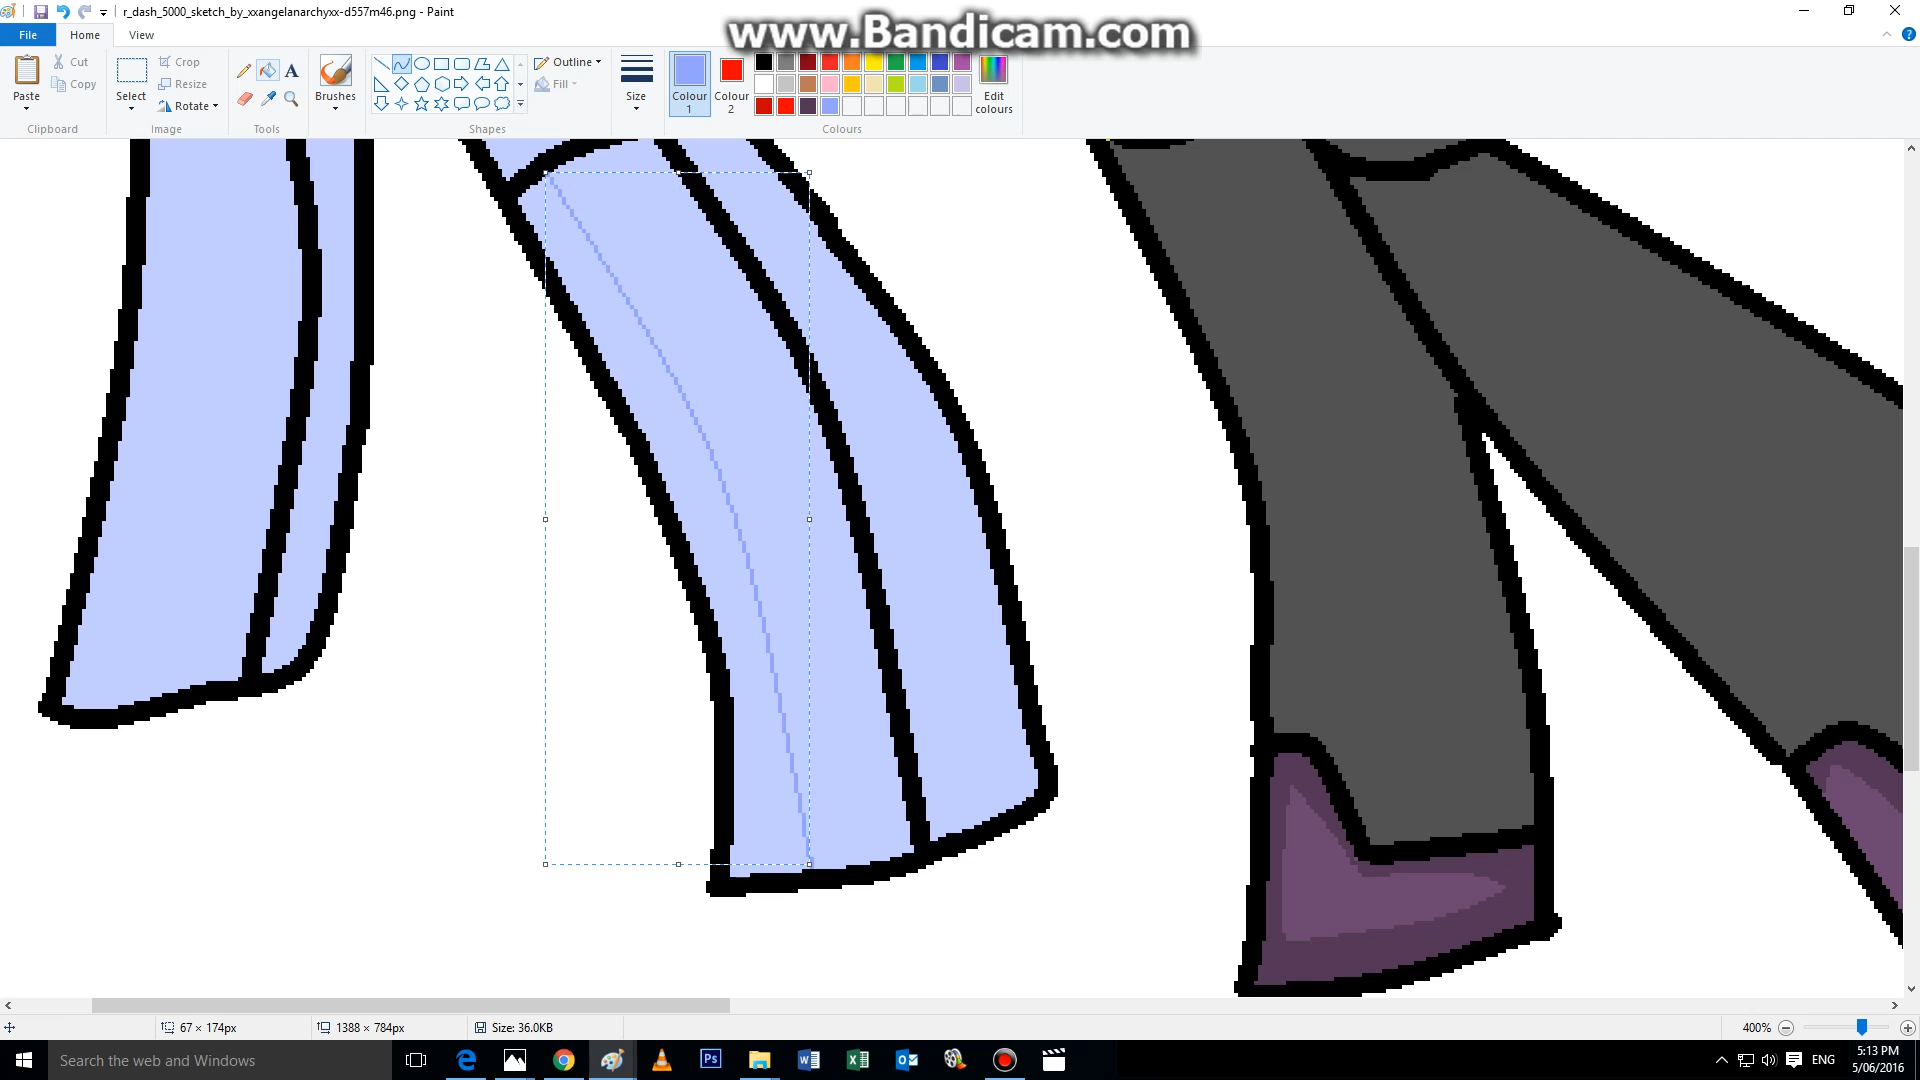 r_dash_5000_sketch_by_xxangelanarchyxx-d557m46.png - Paint
www.Bandicam.com
File
Home
View
Paste
Cut
Copy
Clipboard
Select
Crop
Resize
Rotate
Image
A
Tools
Brushes
Outline
Fill
Shapes
Size
Colour
1
Colour
2
Edit
colours
Colours
67 × 174px
1388 × 784px
Size: 36.0KB
400%
Search the web and Windows
Ps
ENG
5:13 PM
5/06/2016